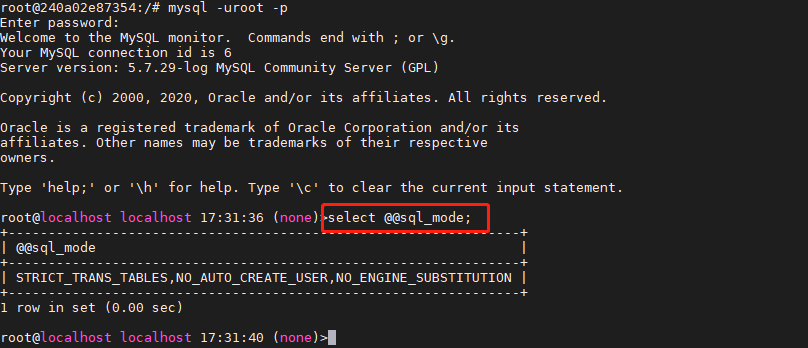 root@240a02e87354:/# mysql -uroot -p
Enter password:
Welcome to the MySQL monitor.  Commands end with ; or \g.
Your MySQL connection id is 6
Server version: 5.7.29-log MySQL Community Server (GPL)
Copyright (c) 2000, 2020, Oracle and/or its affiliates. All rights reserved.
Oracle is a registered trademark of Oracle Corporation and/or its
affiliates. Other names may be trademarks of their respective
owners.
Type 'help;' or '\h' for help. Type '\c' to clear the current input statement.
root@localhost localhost 17:31:36 (none)>select @@sql_mode;
+----------------------------------------------------------------+
| @@sql_mode                                                     |
+----------------------------------------------------------------+
| STRICT_TRANS_TABLES,NO_AUTO_CREATE_USER,NO_ENGINE_SUBSTITUTION |
+----------------------------------------------------------------+
1 row in set (0.00 sec)
root@localhost localhost 17:31:40 (none)>